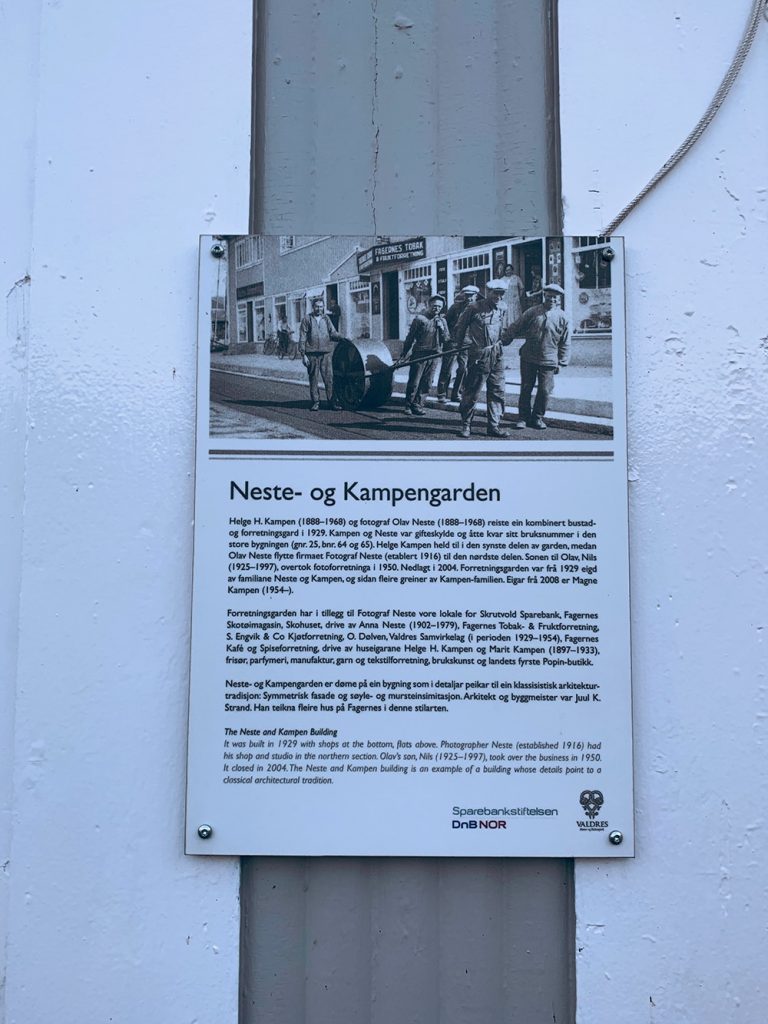 FAGERNES TOBAK
& FRUKTFORRETNING
Neste- og Kampengarden
Helge H. Kampen (1888–1968) og fotograf Olav Neste (1888–1968) reiste ein kombinert bustad-
og forretningsgard i 1929. Kampen og Neste var gifteskylde og åtte kvar sitt bruksnummer i den
store bygningen (gnr. 25, bnr. 64 og 65). Helge Kampen held til i den synste delen av garden, medan
Olav Neste flytte firmaet Fotograf Neste (etablert 1916) til den nørdste delen. Sonen til Olav, Nils
(1925–1997), overtok fotoforretninga i 1950. Nedlagt i 2004. Forretningsgarden var frå 1929 eigd
av familiane Neste og Kampen, og sidan fleire greiner av Kampen-familien. Eigar frå 2008 er Magne
Kampen (1954–).
Forretningsgarden har i tillegg til Fotograf Neste vore lokale for Skrutvold Sparebank, Fagernes
Skotøimagasin, Skohuset, drive av Anna Neste (1902–1979), Fagernes Tobak- & Fruktforretning,
S. Engvik & Co Kjøtforretning, O. Dølven, Valdres Samvirkelag (i perioden 1929–1954), Fagernes
Kafé og Spiseforretning, drive av huseigarane Helge H. Kampen og Marit Kampen (1897–1933),
frisør, parfymeri, manufaktur, garn og tekstilforretning, brukskunst og landets fyrste Popin-butikk.
Neste- og Kampengarden er døme på ein bygning som i detaljar peikar til ein klassisistisk arkitektur-
tradisjon: Symmetrisk fasade og søyle- og mursteinsimitasjon. Arkitekt og byggmeister var Juul K.
Strand. Han teikna fleire hus på Fagernes i denne stilarten.
The Neste and Kampen Building
It was built in 1929 with shops at the bottom, flats above. Photographer Neste (established 1916) had
his shop and studio in the northern section. Olav's son, Nils (1925–1997), took over the business in 1950.
It closed in 2004. The Neste and Kampen building is an example of a building whose details point to a
classical architectural tradition.
Sparebankstiftelsen
DnB NOR
VALDRES